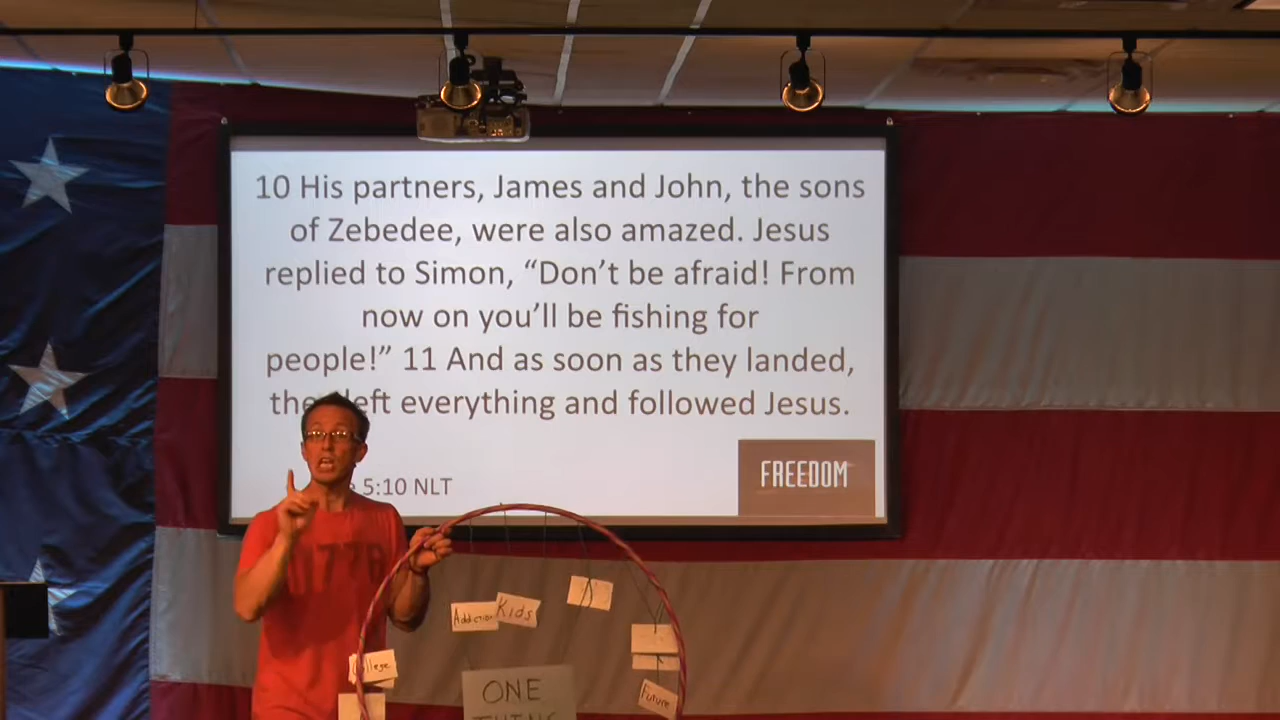 10 His partners, James and John, the sons
of Zebedee, were also amazed. Jesus
replied to Simon, “Don’t be afraid! From
now on you’ll be fishing for
people!” 11 And as soon as they landed,
left everything and followed Jesus.
5:10 NLT
FREEDOM
Addiction
Kids
College
Future
ONE
THING